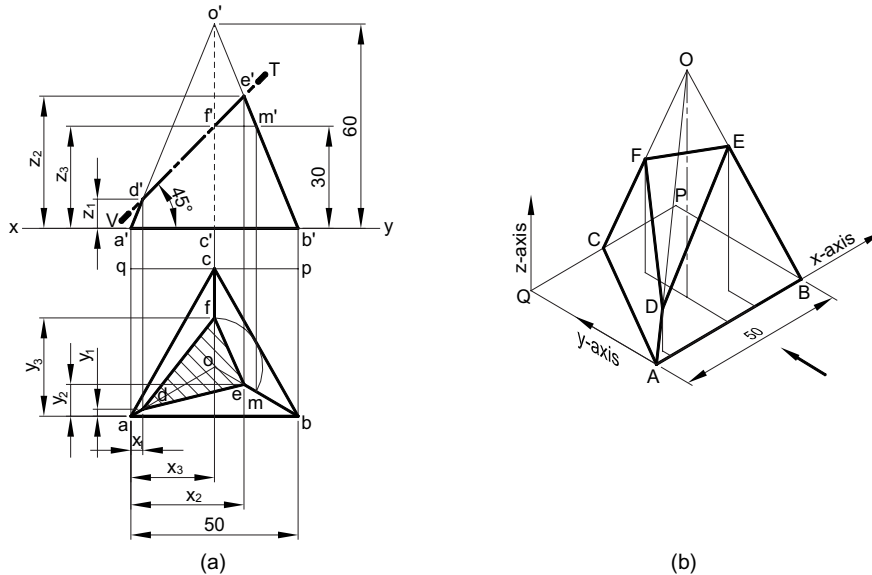 o'
T
e'
z₂
z₃
f'
m'
60
30
z₁
d'
45°
V
x
a'
c'
b'
y
q
c
p
f
y₃
y₁
y₂
o
d
e
m
a
b
x₁
x₃
x₂
50
(a)
O
F
E
P
C
z-axis
x-axis
Q
D
B
y-axis
50
A
(b)